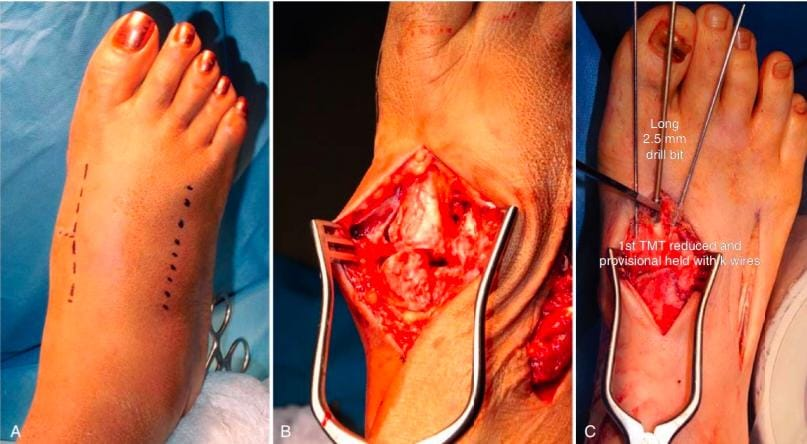 Long
2.5 mm
drill bit
1st TMT reduced and
provisional held with k wires
A
B
C